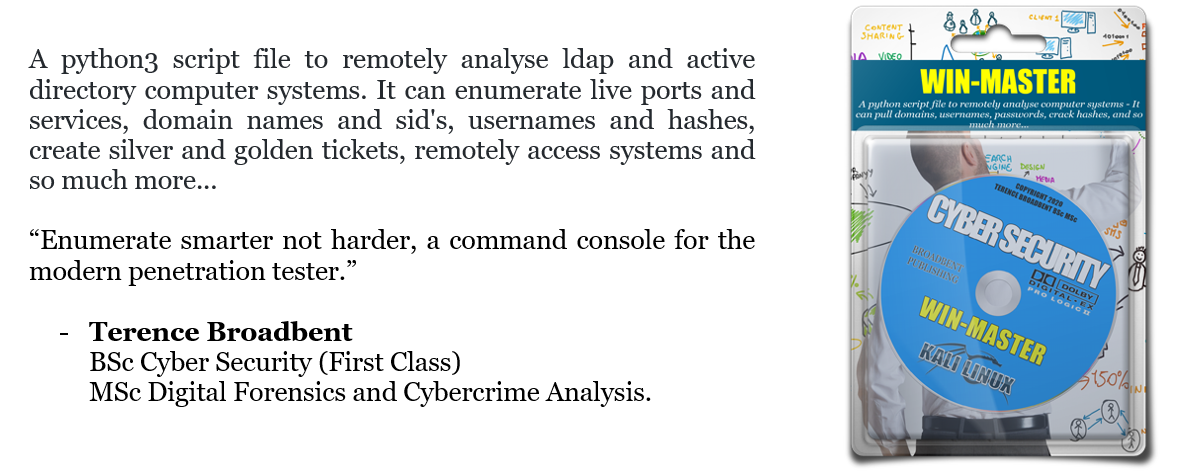 A python3 script file to remotely analyse ldap and active
directory computer systems. It can enumerate live ports and
services, domain names and sid's, usernames and hashes,
create silver and golden tickets, remotely access systems and
so much more...
“Enumerate smarter not harder, a command console for the
modern penetration tester.”
- Terence Broadbent
BSc Cyber Security (First Class)
MSc Digital Forensics and Cybercrime Analysis.
CONTENT
SHARING
VIDEO
CLIENT 1
WIN-MASTER
A python script file to remotely analyse computer systems - It
can pull domains, usernames, passwords, crack hashes, and so
much more...
DESIGN
MEDIA
COPYRIGHT 2020
TERENCE BROADBENT BSc MSc
CYBER SECURITY
BROADBENT
PUBLISHING
DOLBY
DIGITAL-EX
PRO LOGIC II
WIN-MASTER
KALI LINUX
SMS
150%